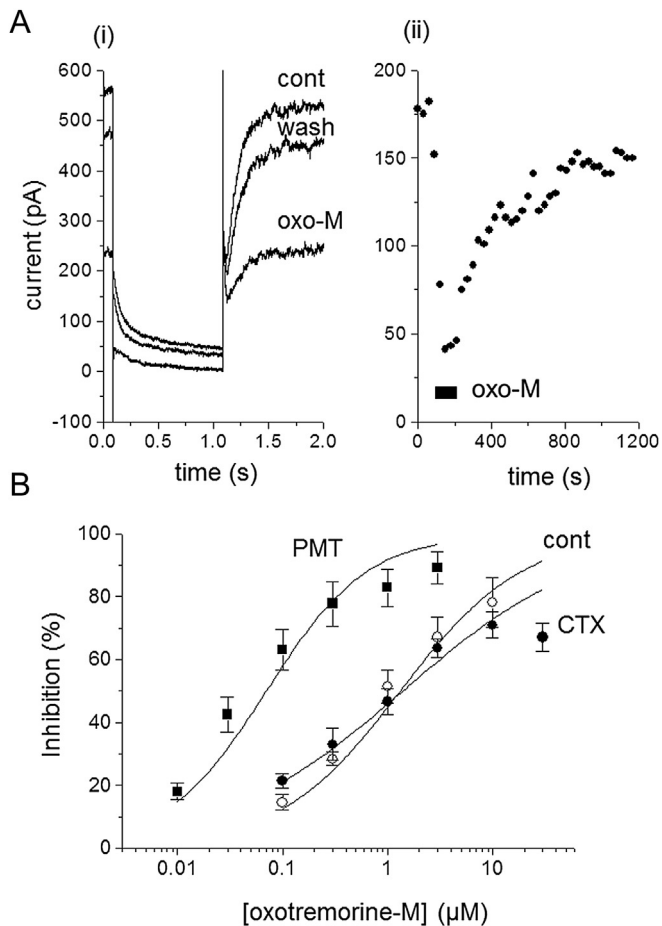 A
(i)
(ii)
600
500
400
300
200
100
0
-100
current (pA)
cont
wash
oxo-M
0.0 0.5 1.0 1.5 2.0
time (s)
200
150
100
50
0
oxo-M
0 400 800 1200
time (s)
B
100
80
60
40
20
0
Inhibition (%)
PMT
cont
CTX
0.01 0.1 1 10
[oxotremorine-M] (μM)